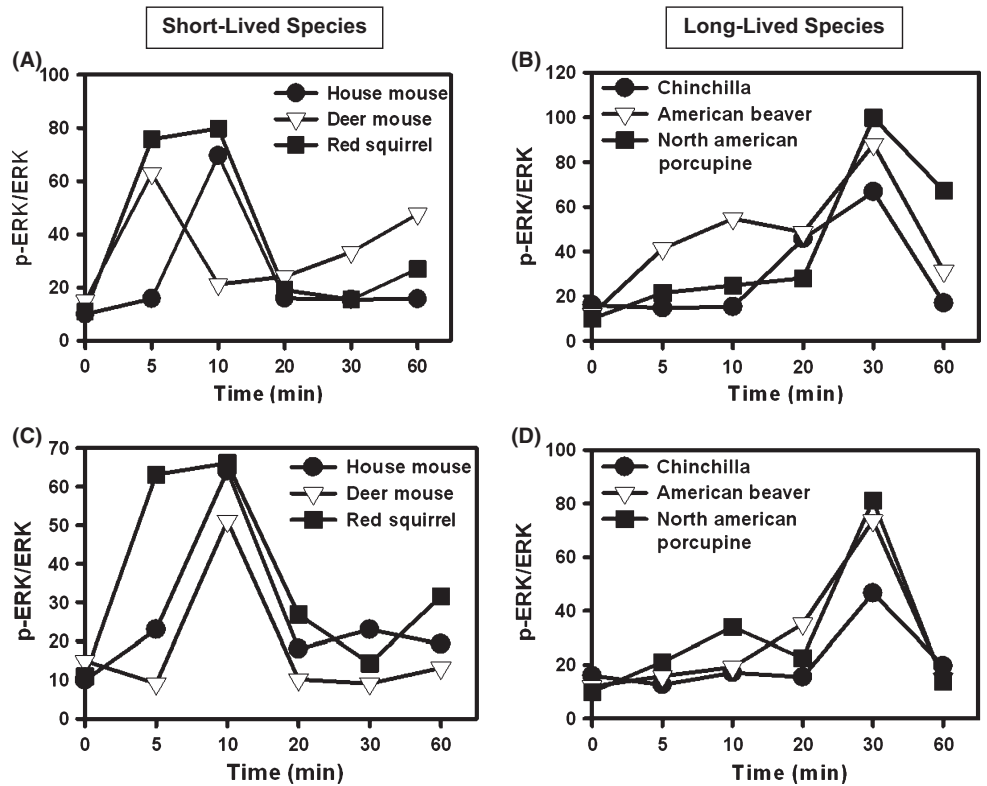 Short-Lived Species
Long-Lived Species
(A)
100
80
60
40
20
0
p-ERK/ERK
House mouse
Deer mouse
Red squirrel
0 5 10 20 30 60
Time (min)
(B)
120
100
80
60
40
20
0
p-ERK/ERK
Chinchilla
American beaver
North american
porcupine
0 5 10 20 30 60
Time (min)
(C)
70
60
50
40
30
20
10
0
p-ERK/ERK
House mouse
Deer mouse
Red squirrel
0 5 10 20 30 60
Time (min)
(D)
100
80
60
40
20
0
p-ERK/ERK
Chinchilla
American beaver
North american
porcupine
0 5 10 20 30 60
Time (min)